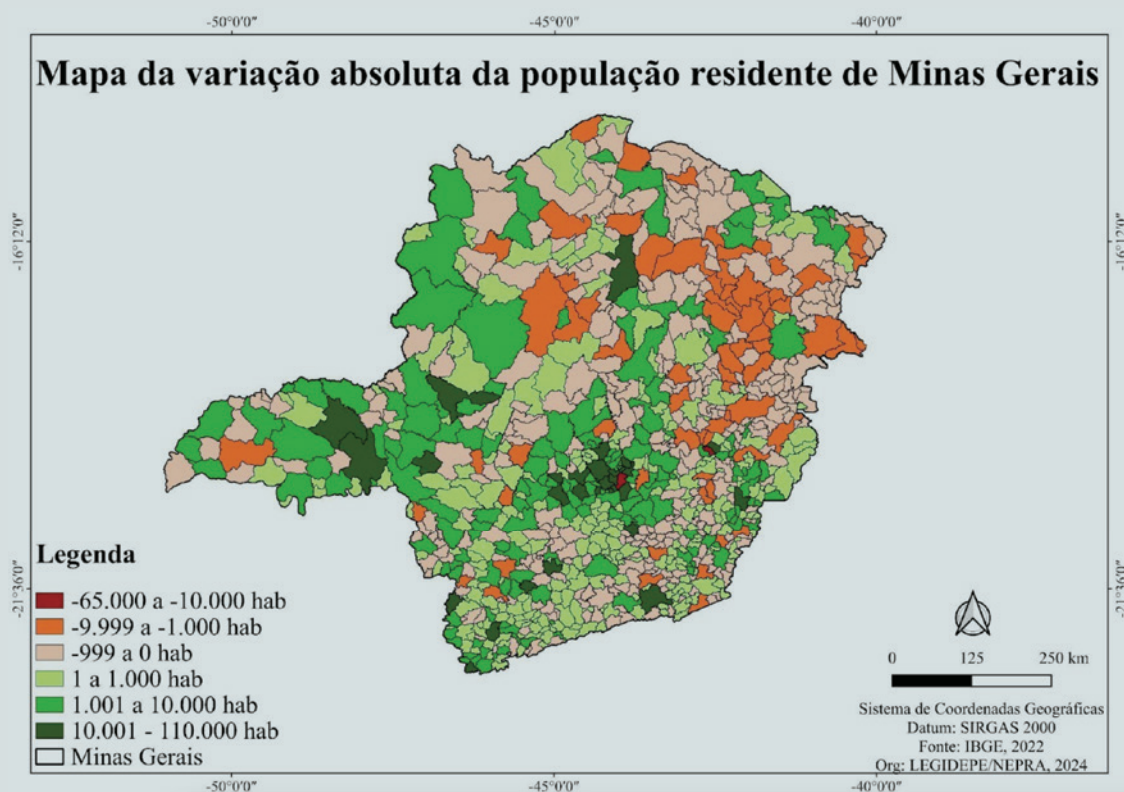 -50°0'0" -45°0'0" -40°0'0"
Mapa da variação absoluta da população residente de Minas Gerais
-16°12'0" -16°12'0"
-21°36'0" -21°36'0"
Legenda
-65.000 a -10.000 hab
-9.999 a -1.000 hab
-999 a 0 hab
1 a 1.000 hab
1.001 a 10.000 hab
10.001 - 110.000 hab
Minas Gerais
0 125 250 km
Sistema de Coordenadas Geográficas
Datum: SIRGAS 2000
Fonte: IBGE, 2022
Org: LEGIDEPE/NEPRA, 2024
-50°0'0" -45°0'0" -40°0'0"